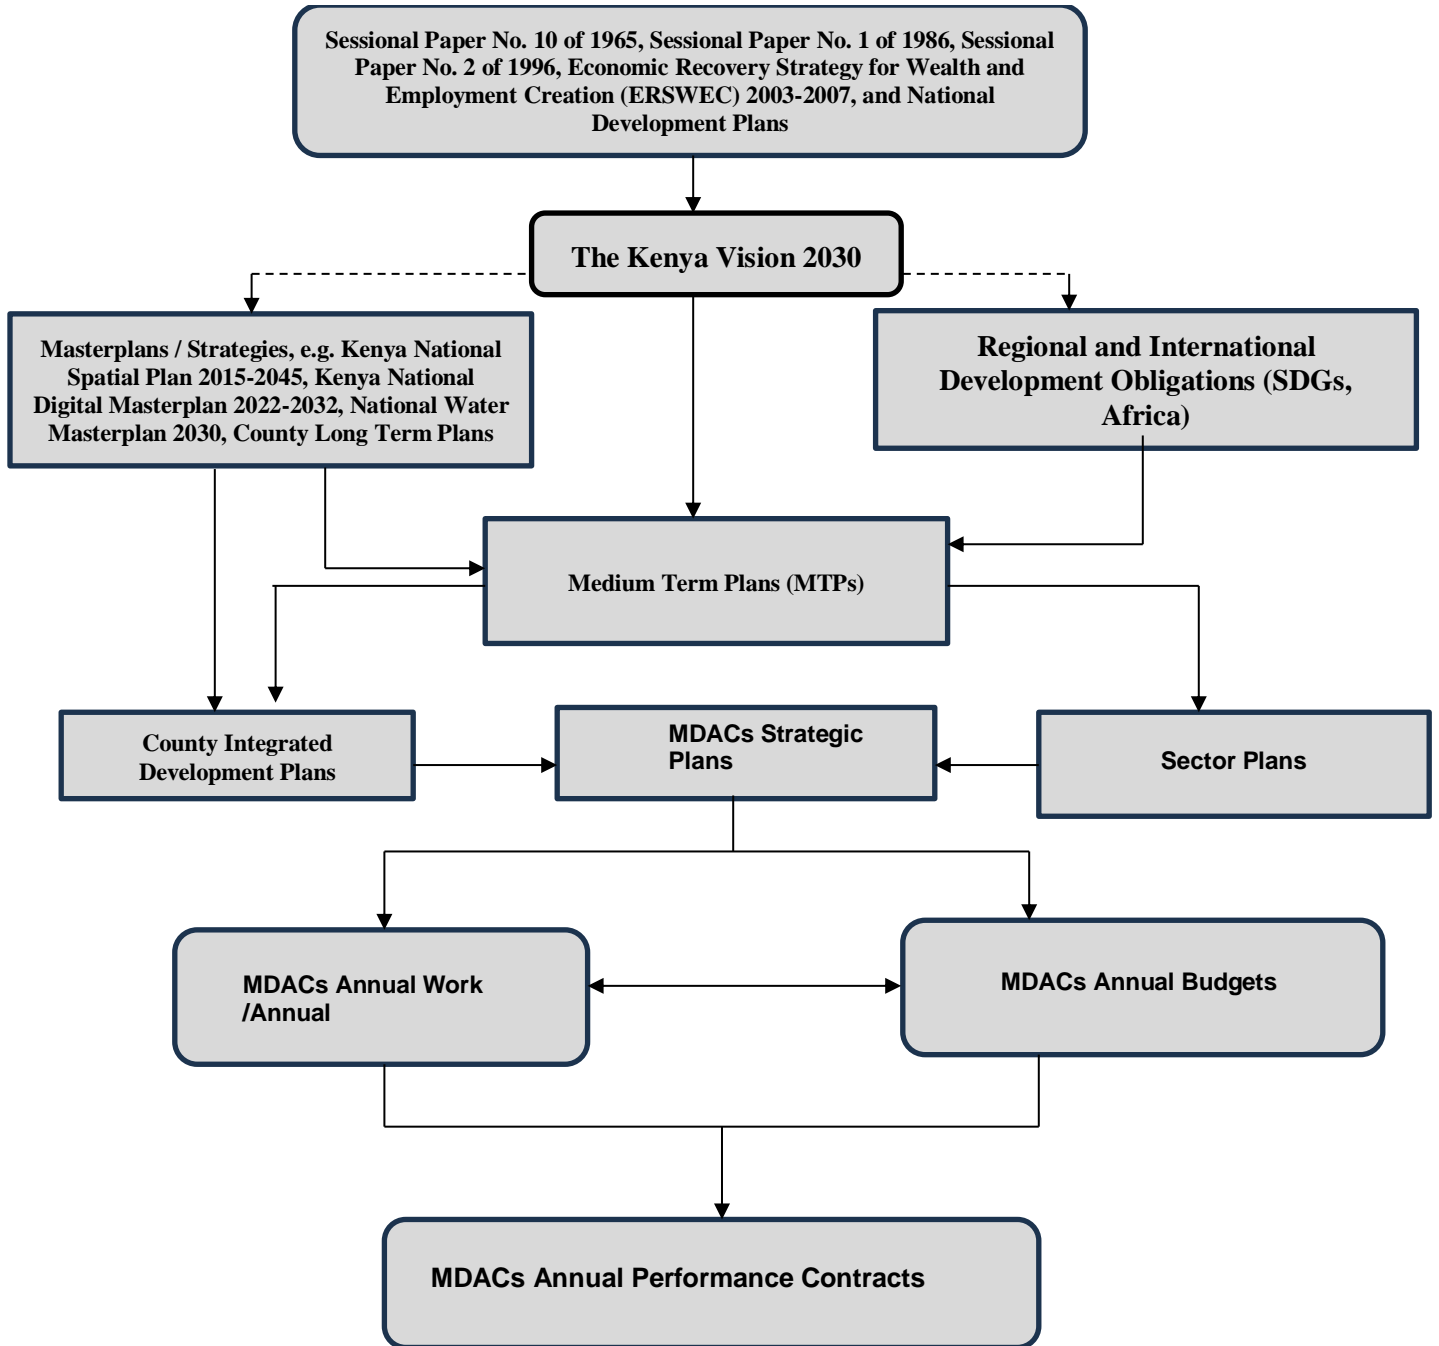 Sessional Paper No. 10 of 1965, Sessional Paper No. 1 of 1986, Sessional
Paper No. 2 of 1996, Economic Recovery Strategy for Wealth and
Employment Creation (ERSWEC) 2003-2007, and National
Development Plans
The Kenya Vision 2030
Masterplans / Strategies, e.g. Kenya National
Spatial Plan 2015-2045, Kenya National
Digital Masterplan 2022-2032, National Water
Masterplan 2030, County Long Term Plans
Regional and International
Development Obligations (SDGs,
Africa)
Medium Term Plans (MTPs)
County Integrated
Development Plans
MDACs Strategic
Plans
Sector Plans
MDACs Annual Work
/Annual
MDACs Annual Budgets
MDACs Annual Performance Contracts